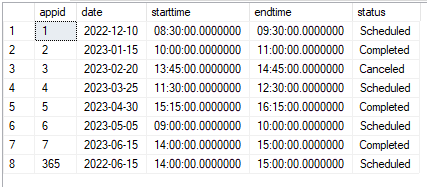 appid date starttime endtime status
1 1 2022-12-10 08:30:00.0000000 09:30:00.0000000 Scheduled
2 2 2023-01-15 10:00:00.0000000 11:00:00.0000000 Completed
3 3 2023-02-20 13:45:00.0000000 14:45:00.0000000 Canceled
4 4 2023-03-25 11:30:00.0000000 12:30:00.0000000 Scheduled
5 5 2023-04-30 15:15:00.0000000 16:15:00.0000000 Completed
6 6 2023-05-05 09:00:00.0000000 10:00:00.0000000 Scheduled
7 7 2023-06-15 14:00:00.0000000 15:00:00.0000000 Completed
8 365 2022-06-15 14:00:00.0000000 15:00:00.0000000 Scheduled